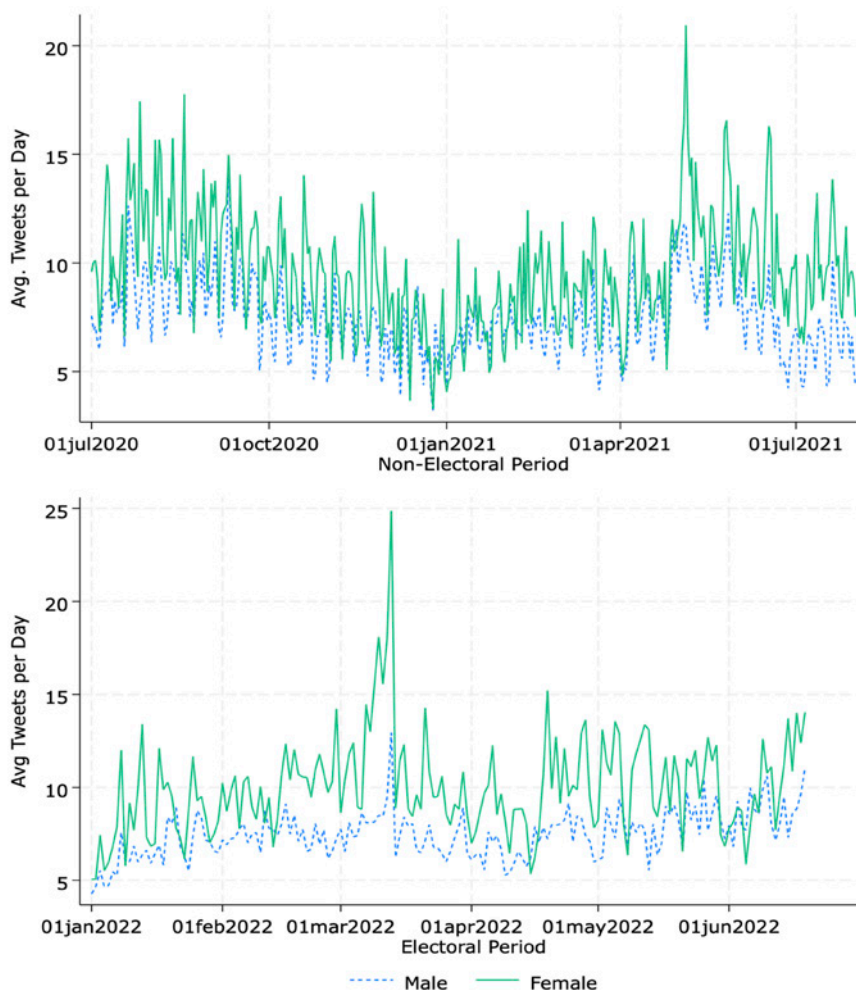 Avg. Tweets per Day
20
15
10
5
01jul2020 01oct2020 01jan2021 01apr2021 01jul2021
Non-Electoral Period
Avg Tweets per Day
25
20
15
10
5
01jan2022 01feb2022 01mar2022 01apr2022 01may2022 01jun2022
Electoral Period
Male Female